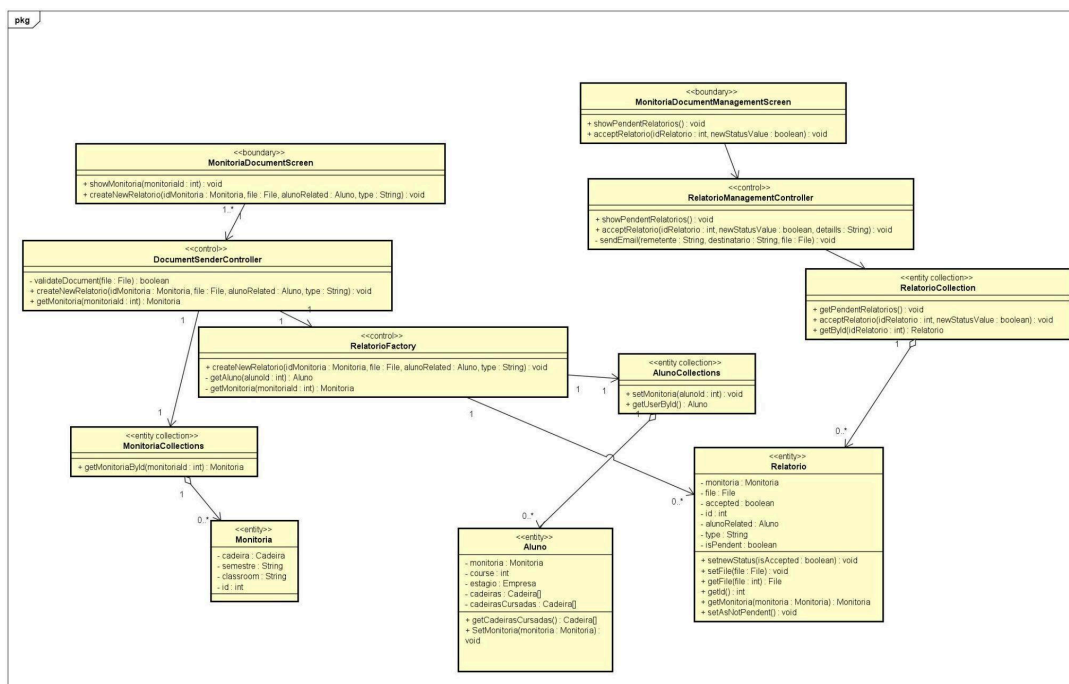 pkg
<<boundary>>
MonitoriaDocumentManagementScreen
+ showPendentRelatorios() : void
+ acceptRelatorio(idRelatorio : int, newStatusValue : boolean) : void
<<boundary>>
MonitoriaDocumentScreen
+ showMonitoria(monitoriaId : int) : void
+ createNewRelatorio(idMonitoria : Monitoria, file : File, alunoRelated : Aluno, type : String) : void
1..*
1
<<control>>
RelatorioManagementController
+ showPendentRelatorios() : void
+ acceptRelatorio(idRelatorio : int, newStatusValue : boolean, detaills : String) : void
- sendEmail(remetente : String, destinatario : String, file : File) : void
<<control>>
DocumentSenderController
- validateDocument(file : File) : boolean
+ createNewRelatorio(idMonitoria : Monitoria, file : File, alunoRelated : Aluno, type : String) : void
+ getMonitoria(monitoriaId : int) : Monitoria
1
1
1
<<entity collection>>
RelatorioCollection
+ getPendentRelatorios() : void
+ acceptRelatorio(idRelatorio : int, newStatusValue : boolean) : void
+ getById(idRelatorio : int) : Relatorio
1
0..*
<<control>>
RelatorioFactory
+ createNewRelatorio(idMonitoria : Monitoria, file : File, alunoRelated : Aluno, type : String) : void
- getAluno(alunoId : int) : Aluno
- getMonitoria(monitoriaId : int) : Monitoria
1
1
1
<<entity collection>>
AlunoCollections
+ setMonitoria(alunoId : int) : void
+ getUserById() : Aluno
1
0..*
1
<<entity collection>>
MonitoriaCollections
+ getMonitoriaById(monitoriaId : int) : Monitoria
1
0..*
<<entity>>
Monitoria
- cadeira : Cadeira
- semestre : String
- classroom : String
- id : int
<<entity>>
Aluno
- monitoria : Monitoria
- course : int
- estagio : Empresa
- cadeiras : Cadeira[]
- cadeirasCursadas : Cadeira[]
+ getCadeirasCursadas() : Cadeira[]
+ SetMonitoria(monitoria : Monitoria) :
void
0..*
<<entity>>
Relatorio
- monitoria : Monitoria
- file : File
- accepted : boolean
- id : int
- alunoRelated : Aluno
- type : String
- isPendent : boolean
+ setnewStatus(isAccepted : boolean) : void
+ setFile(file : File) : void
+ getFile(file : int) : File
+ getId() : int
+ getMonitoria(monitoria : Monitoria) : Monitoria
+ setAsNotPendent() : void